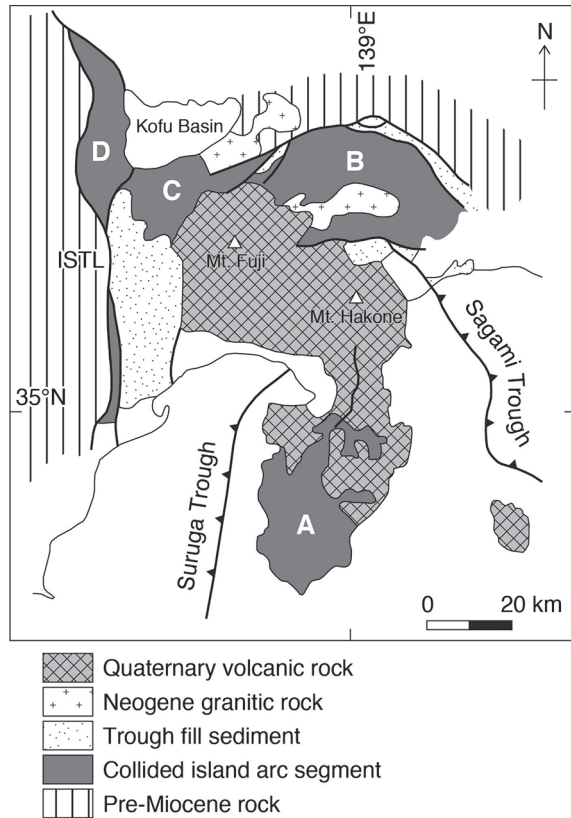 139°E
N
Kofu Basin
D
B
C
ISTL
Mt. Fuji
Mt. Hakone
Sagami Trough
35°N
Suruga Trough
A
0 20 km
Quaternary volcanic rock
Neogene granitic rock
Trough fill sediment
Collided island arc segment
Pre-Miocene rock